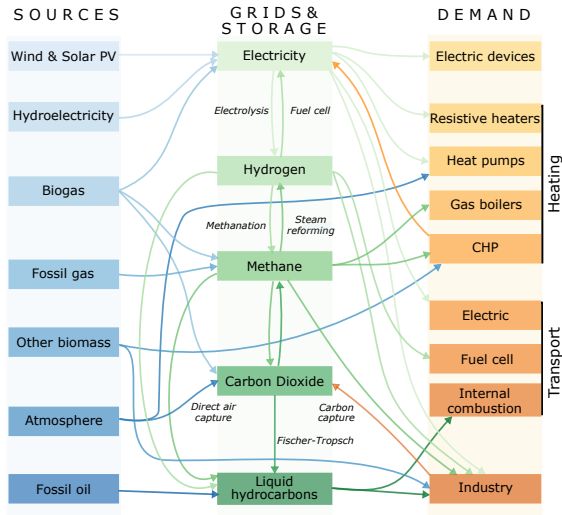 SOURCES
GRIDS &
STORAGE
DEMAND
Wind & Solar PV
Hydroelectricity
Biogas
Fossil gas
Other biomass
Atmosphere
Fossil oil
Electricity
Electrolysis
Fuel cell
Hydrogen
Methanation
Steam
reforming
Methane
Carbon Dioxide
Direct air
capture
Carbon
capture
Fischer-Tropsch
Liquid
hydrocarbons
Electric devices
Resistive heaters
Heat pumps
Gas boilers
CHP
Heating
Electric
Fuel cell
Internal
combustion
Transport
Industry